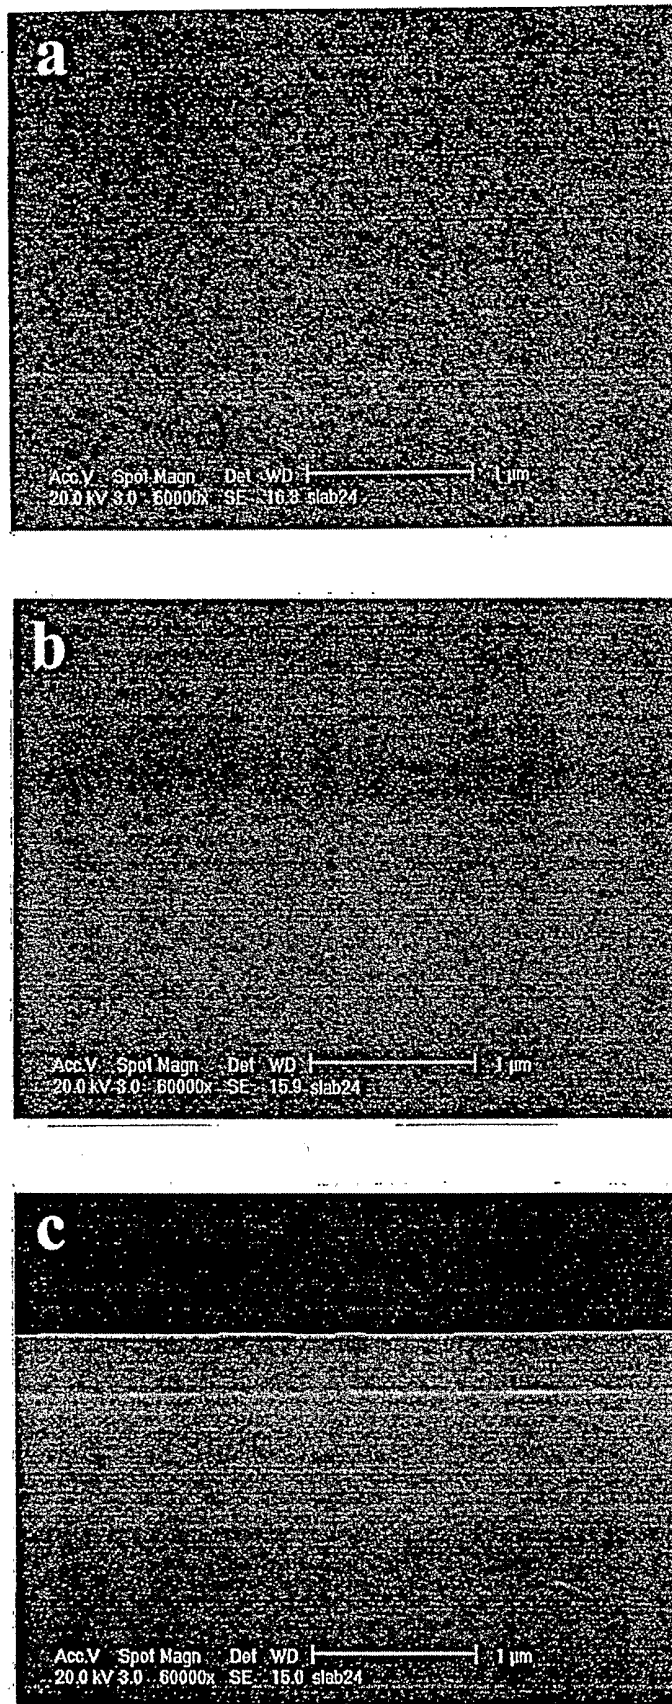 a
Acc.V Spot Magn Det WD 1 μm
20.0 kV 3.0 60000x SE 16.8 slab24
b
Acc.V Spot Magn Det WD 1 μm
20.0 kV 3.0 60000x SE 15.9 slab24
c
Acc.V Spot Magn Det WD 1 μm
20.0 kV 3.0 60000x SE 15.0 slab24